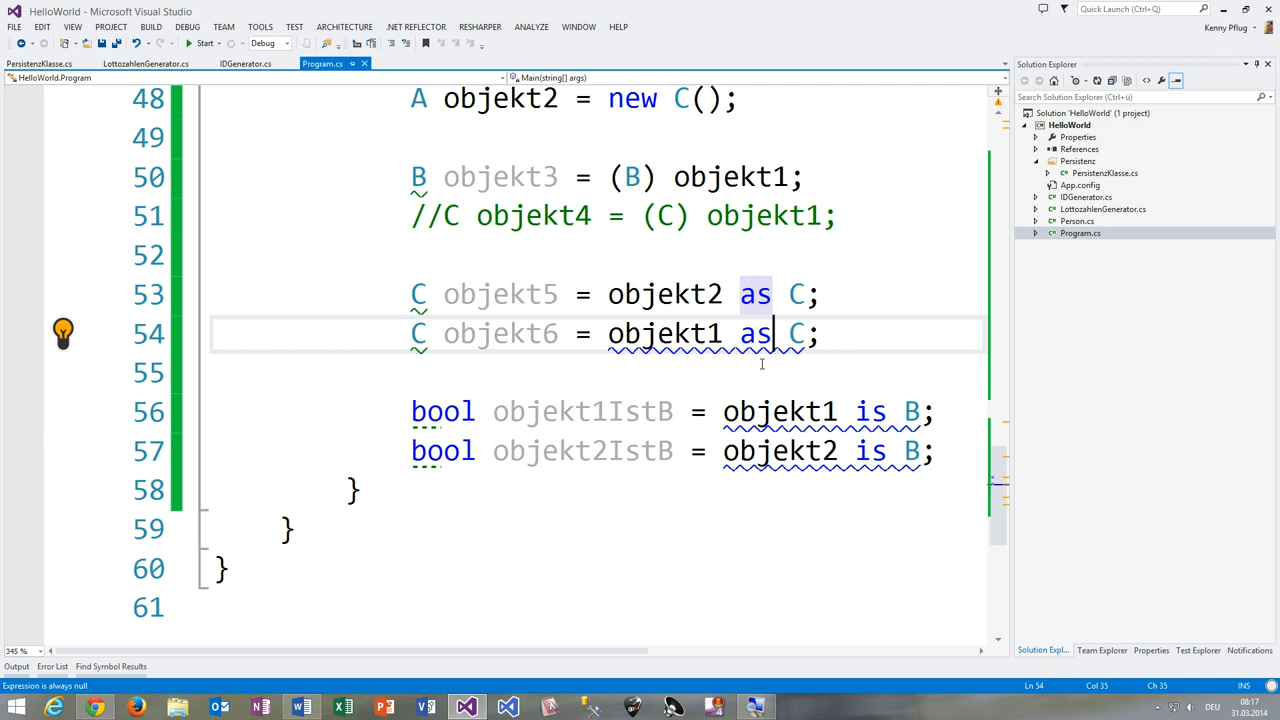 HelloWorld - Microsoft Visual Studio
Quick Launch (Ctrl+Q)
FILE EDIT VIEW PROJECT BUILD DEBUG TEAM TOOLS TEST ARCHITECTURE .NET REFLECTOR RESHARPER ANALYZE WINDOW HELP
Kenny Pflug
Start
Debug
PersistenzKlasse.cs LottozahlenGenerator.cs IDGenerator.cs Program.cs
HelloWorld.Program
Main(string[] args)
48 A objekt2 = new C();
49
50 B objekt3 = (B) objekt1;
51 //C objekt4 = (C) objekt1;
52
53 C objekt5 = objekt2 as C;
54 C objekt6 = objekt1 as C;
55
56 bool objekt1IstB = objekt1 is B;
57 bool objekt2IstB = objekt2 is B;
58 }
59 }
60 }
61
345 %
Solution Explorer
Search Solution Explorer (Ctrl+ü)
Solution 'HelloWorld' (1 project)
HelloWorld
Properties
References
Persistenz
PersistenzKlasse.cs
App.config
IDGenerator.cs
LottozahlenGenerator.cs
Person.cs
Program.cs
Solution Expl... Team Explorer Properties Test Explorer Notifications
Output Error List Find Symbol Results
Expression is always null
Ln 54 Col 35 Ch 35 INS
DEU
08:17
31.03.2014